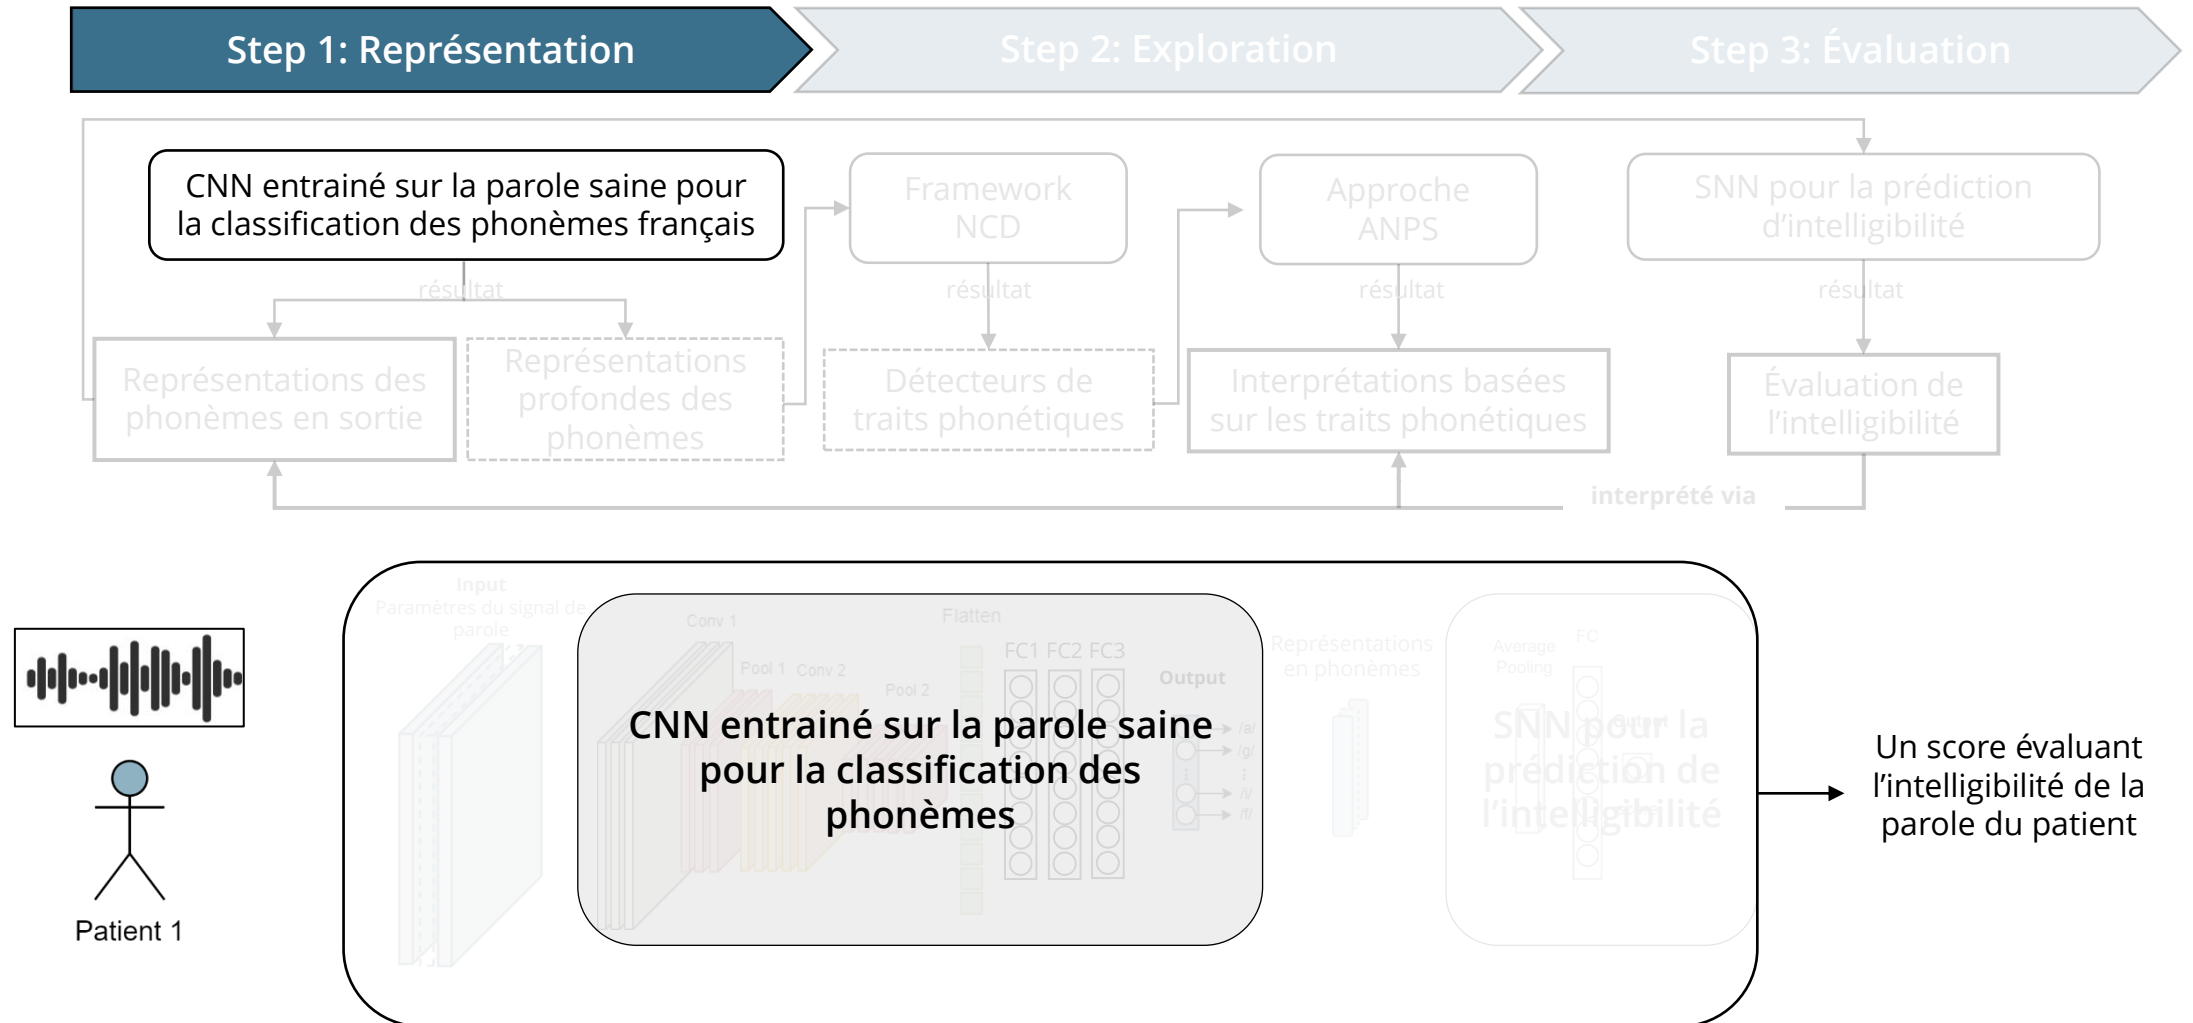 Step 1: Représentation
Step 2: Exploration
Step 3: Évaluation
CNN entrainé sur la parole saine pour
la classification des phonèmes français
Framework
NCD
Approche
ANPS
SNN pour la prédiction
d'intelligibilité
résultat
résultat
résultat
résultat
Représentations des
phonèmes en sortie
Représentations
profondes des
phonèmes
Détecteurs de
traits phonétiques
Interprétations basées
sur les traits phonétiques
Évaluation de
l'intelligibilité
interprété via
Input
Paramètres du signal de
parole
Conv 1
Pool 1
Conv 2
Pool 2
Flatten
FC1 FC2 FC3
Output
/a/
/g/
/i/
/f/
CNN entrainé sur la parole saine
pour la classification des
phonèmes
Représentations
en phonèmes
Average
Pooling
FC
Output
SNN pour la
prédiction de
l'intelligibilité
Un score évaluant
l'intelligibilité de la
parole du patient
Patient 1